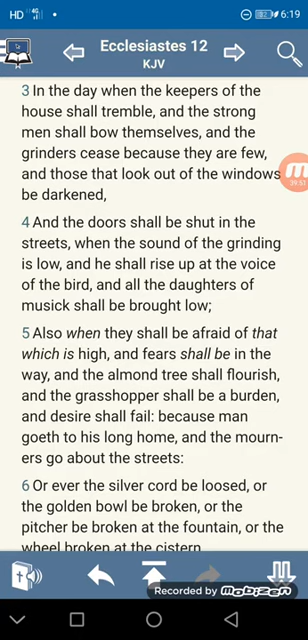 HD 4G 6:19
Ecclesiastes 12
KJV
3 In the day when the keepers of the
house shall tremble, and the strong
men shall bow themselves, and the
grinders cease because they are few,
and those that look out of the windows
be darkened,
39:51
4 And the doors shall be shut in the
streets, when the sound of the grinding
is low, and he shall rise up at the voice
of the bird, and all the daughters of
musick shall be brought low;
5 Also when they shall be afraid of that
which is high, and fears shall be in the
way, and the almond tree shall flourish,
and the grasshopper shall be a burden,
and desire shall fail: because man
goeth to his long home, and the mourn-
ers go about the streets:
6 Or ever the silver cord be loosed, or
the golden bowl be broken, or the
pitcher be broken at the fountain, or the
wheel broken at the cistern
Recorded by mobizen